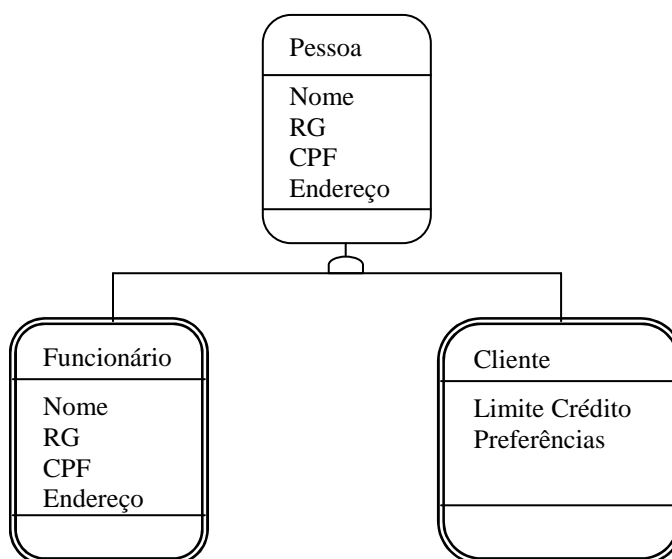 Pessoa
Nome
RG
CPF
Endereço
Funcionário
Nome
RG
CPF
Endereço
Cliente
Limite Crédito
Preferências